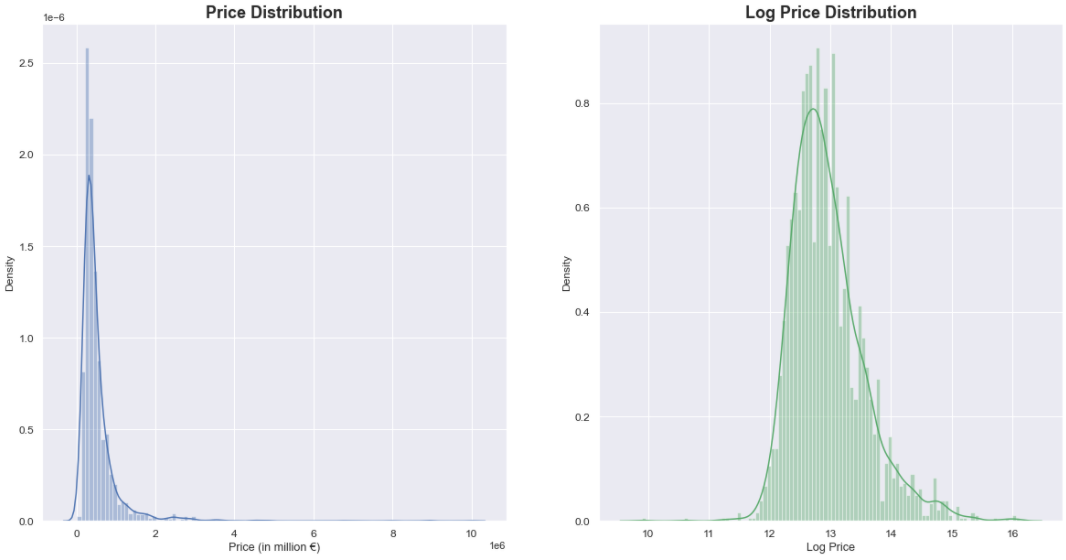 Price Distribution
1e−6
2.5
2.0
1.5
1.0
0.5
0.0
Density
0 2 4 6 8 10
Price (in million €)
1e6
Log Price Distribution
0.8
0.6
0.4
0.2
0.0
Density
10 11 12 13 14 15 16
Log Price